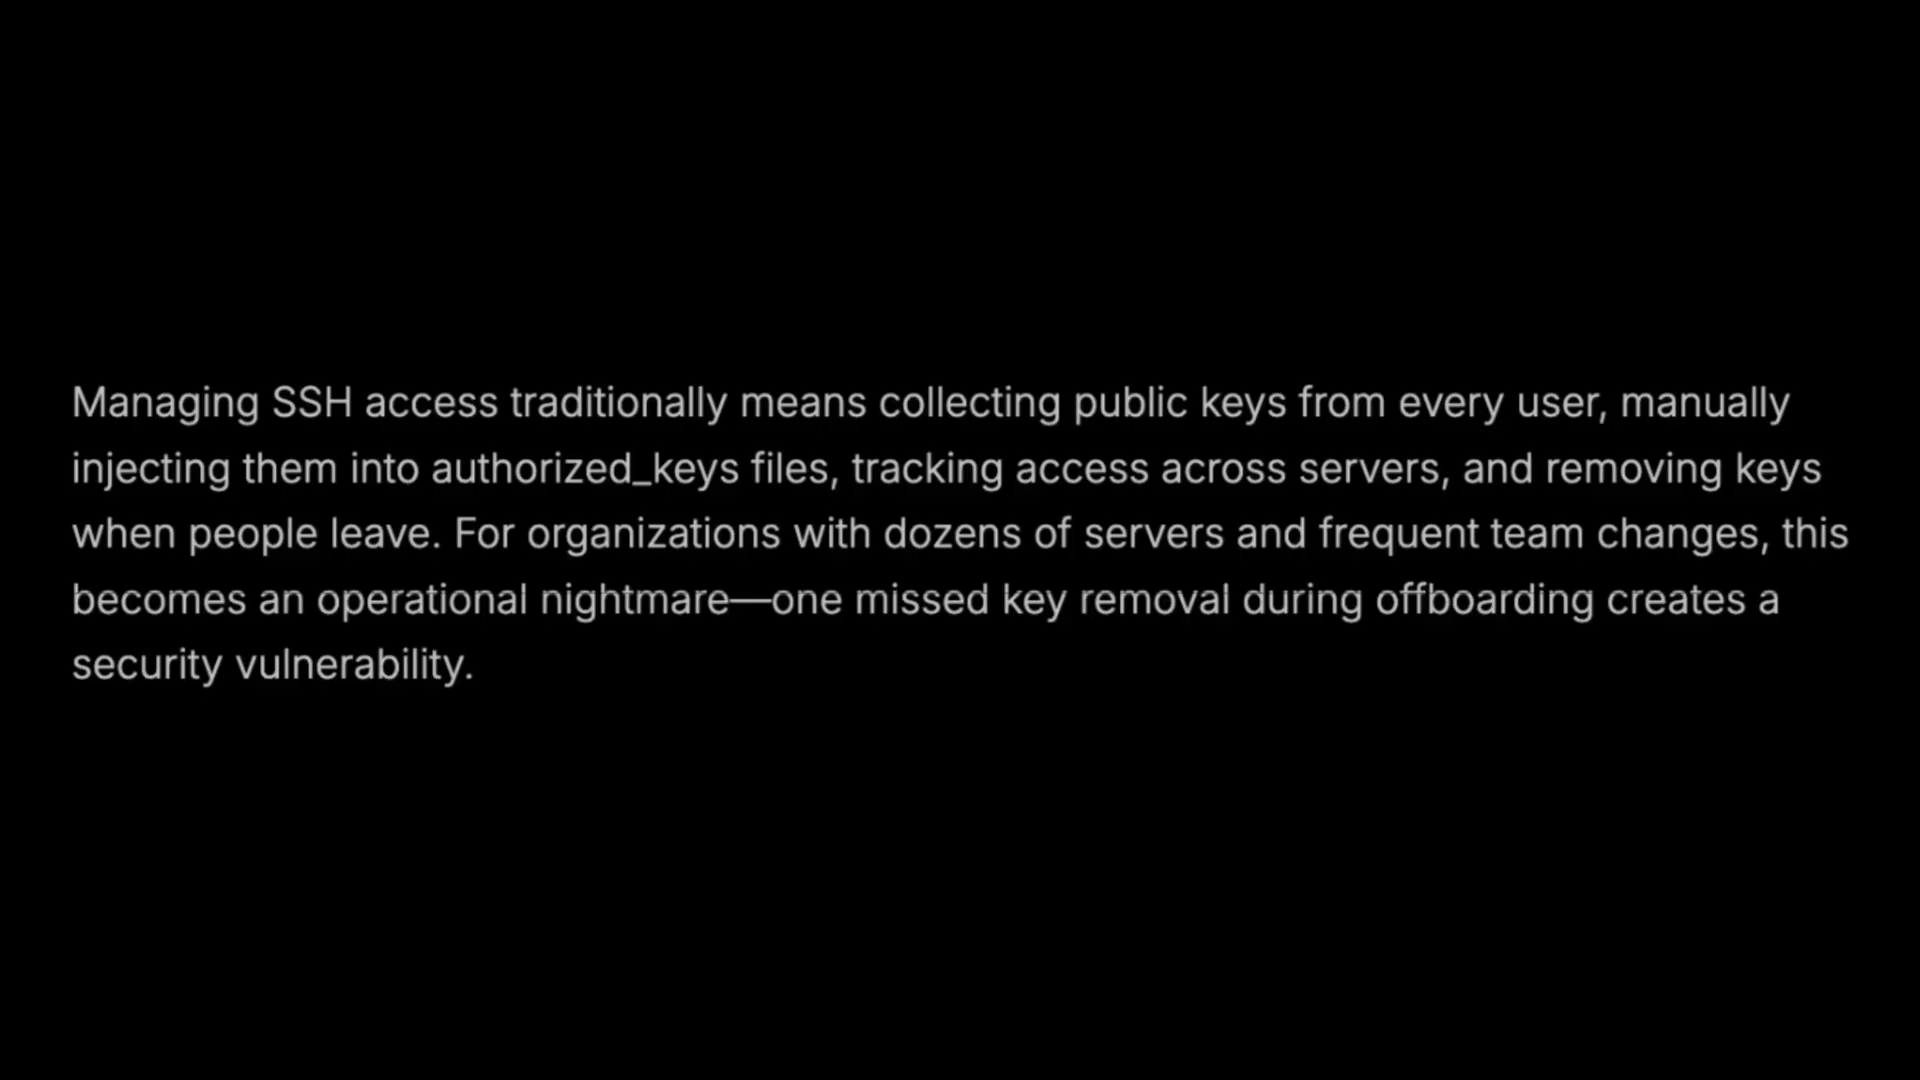 Managing SSH access traditionally means collecting public keys from every user, manually
injecting them into authorized_keys files, tracking access across servers, and removing keys
when people leave. For organizations with dozens of servers and frequent team changes, this
becomes an operational nightmare—one missed key removal during offboarding creates a
security vulnerability.